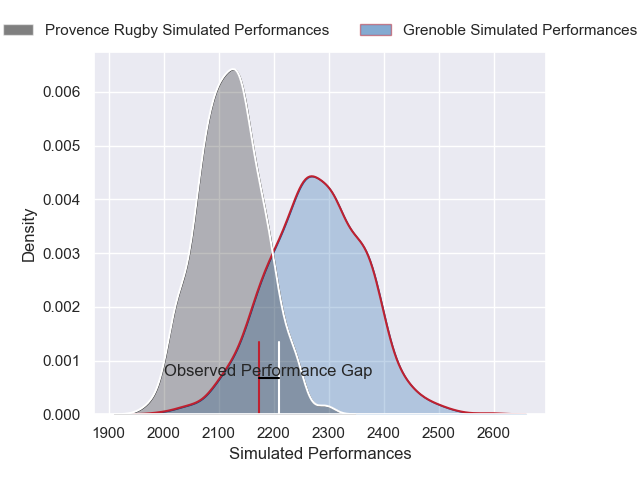 Provence Rugby Simulated Performances
Grenoble Simulated Performances
0.006
0.005
0.004
0.003
0.002
0.001
0.000
Density
Observed Performance Gap
1900 2000 2100 2200 2300 2400 2500 2600
Simulated Performances